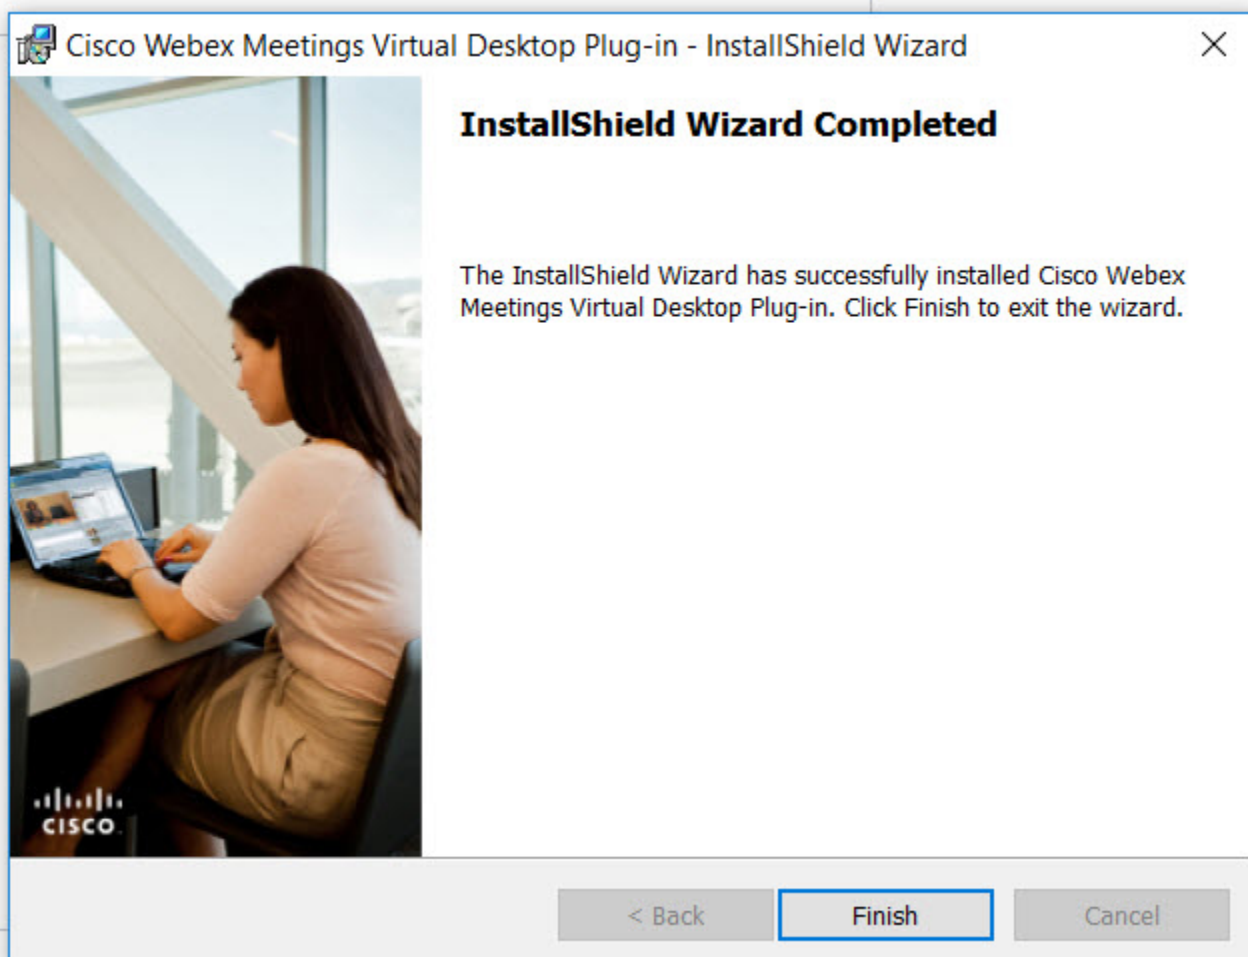 Cisco Webex Meetings Virtual Desktop Plug-in - InstallShield Wizard
InstallShield Wizard Completed
The InstallShield Wizard has successfully installed Cisco Webex
Meetings Virtual Desktop Plug-in. Click Finish to exit the wizard.
CISCO
< Back
Finish
Cancel